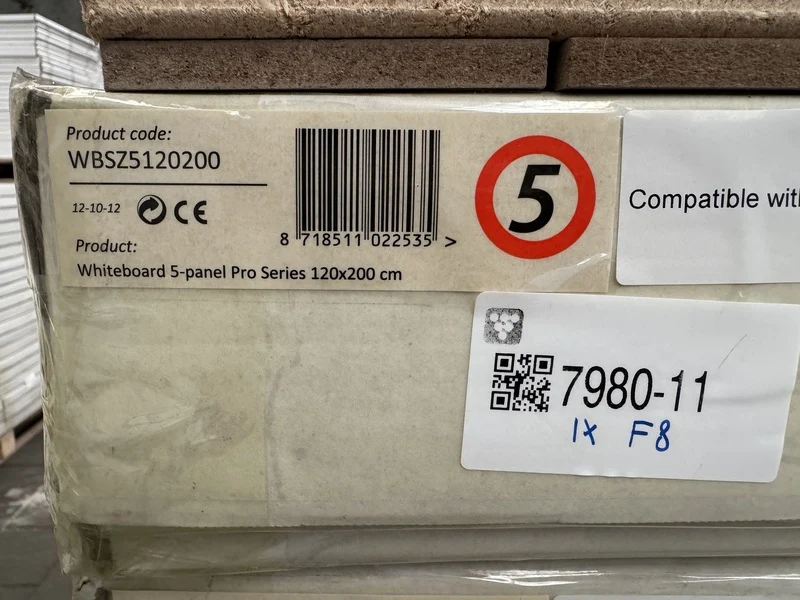 Product code:
WBSZ5120200
12-10-12 CE
8 718511 022535 >
Product:
Whiteboard 5-panel Pro Series 120x200 cm
5
Compatible with
7980-11
1x F8